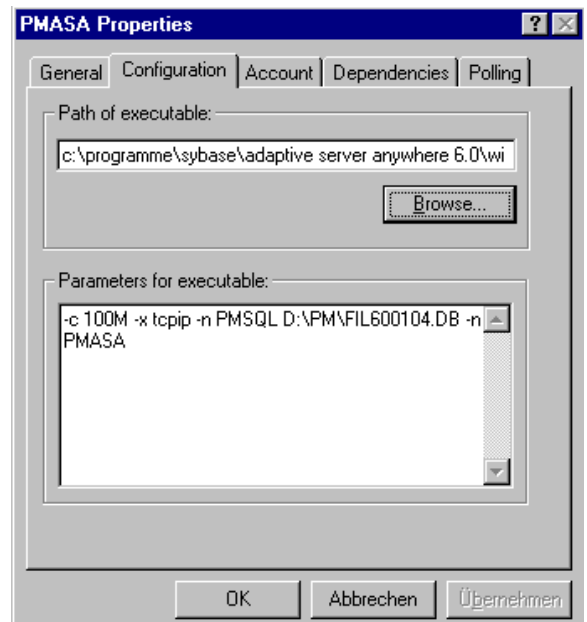 PMASA Properties
General Configuration Account Dependencies Polling
Path of executable:
c:\programme\sybase\adaptive server anywhere 6.0\wi
Browse...
Parameters for executable:
-c 100M -x tcpip -n PMSQL D:\PM\FIL600104.DB -n
PMASA
OK Abbrechen Übernehmen